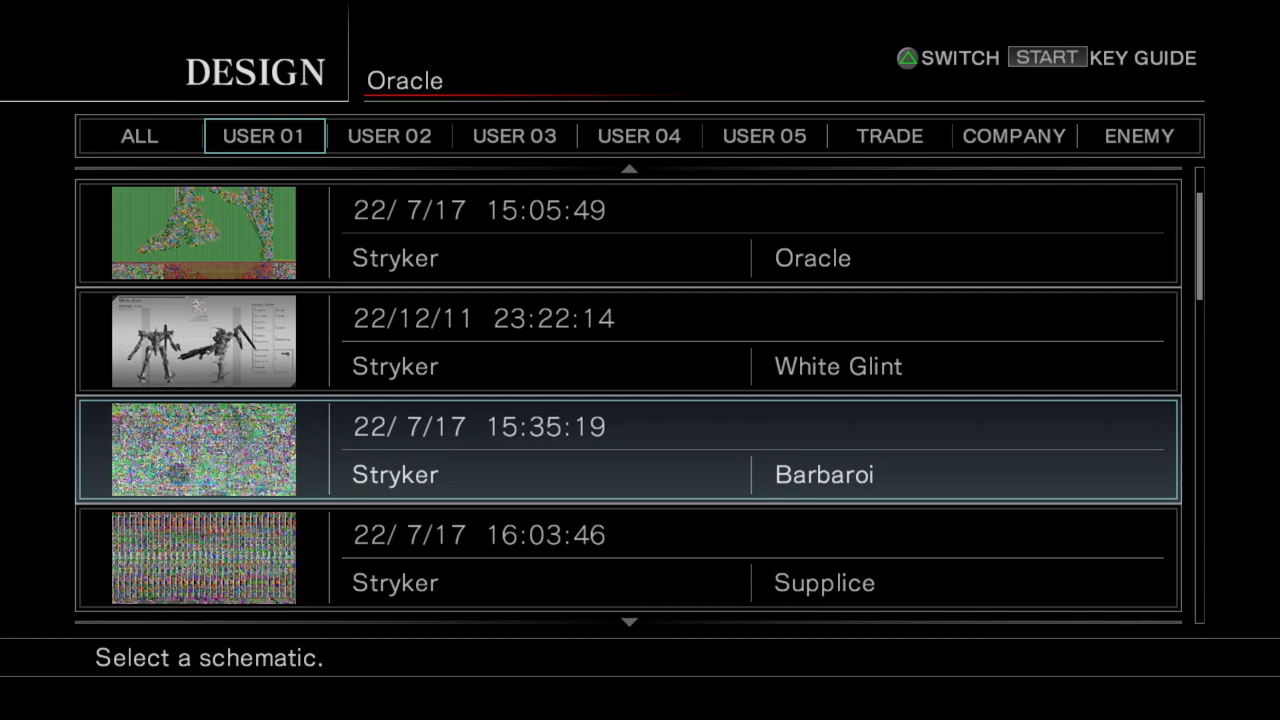 DESIGN
Oracle
SWITCH START KEY GUIDE
ALL USER 01 USER 02 USER 03 USER 04 USER 05 TRADE COMPANY ENEMY
22/ 7/17 15:05:49
Stryker Oracle
22/12/11 23:22:14
Stryker White Glint
22/ 7/17 15:35:19
Stryker Barbaroi
22/ 7/17 16:03:46
Stryker Supplice
Select a schematic.